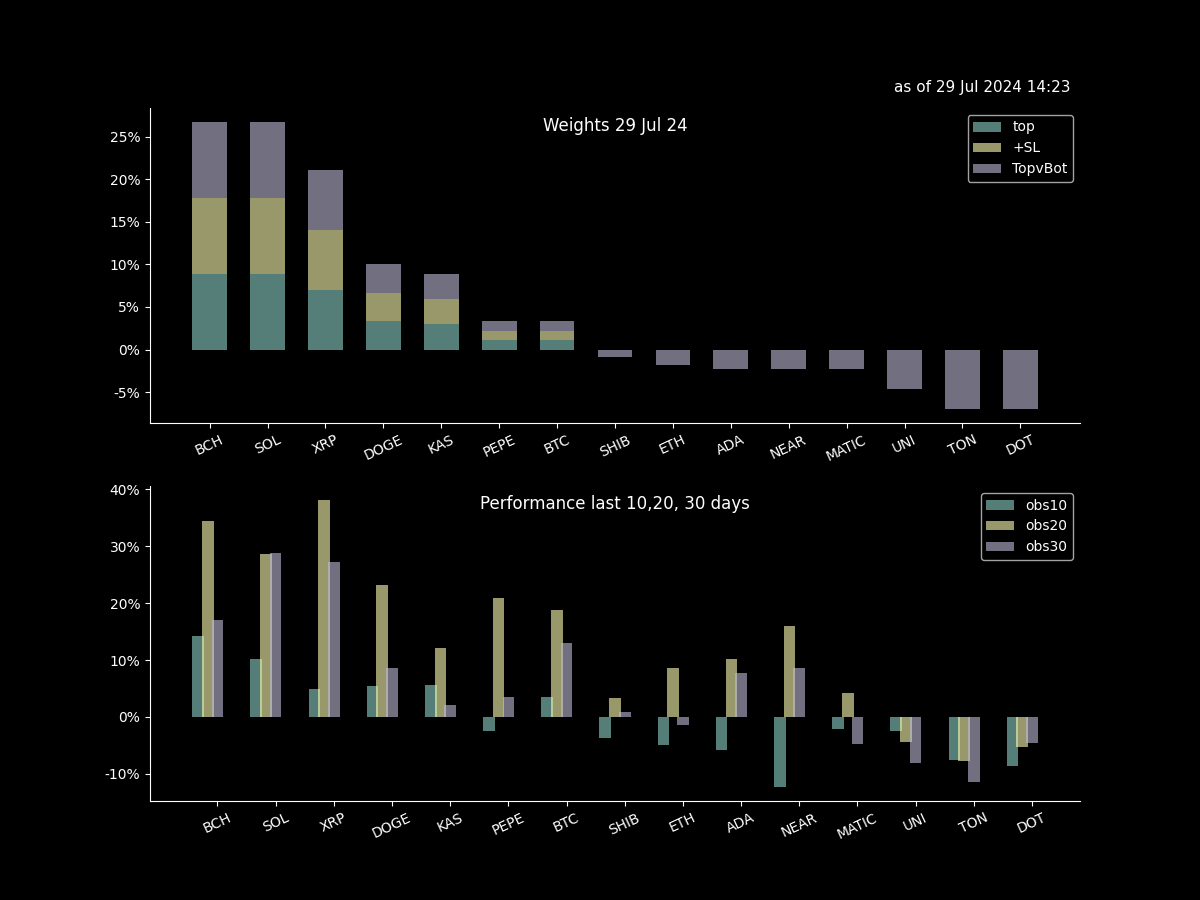 as of 29 Jul 2024 14:23
Weights 29 Jul 24
top
+SL
TopvBot
25%
20%
15%
10%
5%
0%
-5%
BCH SOL XRP DOGE KAS PEPE BTC SHIB ETH ADA NEAR MATIC UNI TON DOT
Performance last 10,20, 30 days
obs10
obs20
obs30
40%
30%
20%
10%
0%
-10%
BCH SOL XRP DOGE KAS PEPE BTC SHIB ETH ADA NEAR MATIC UNI TON DOT